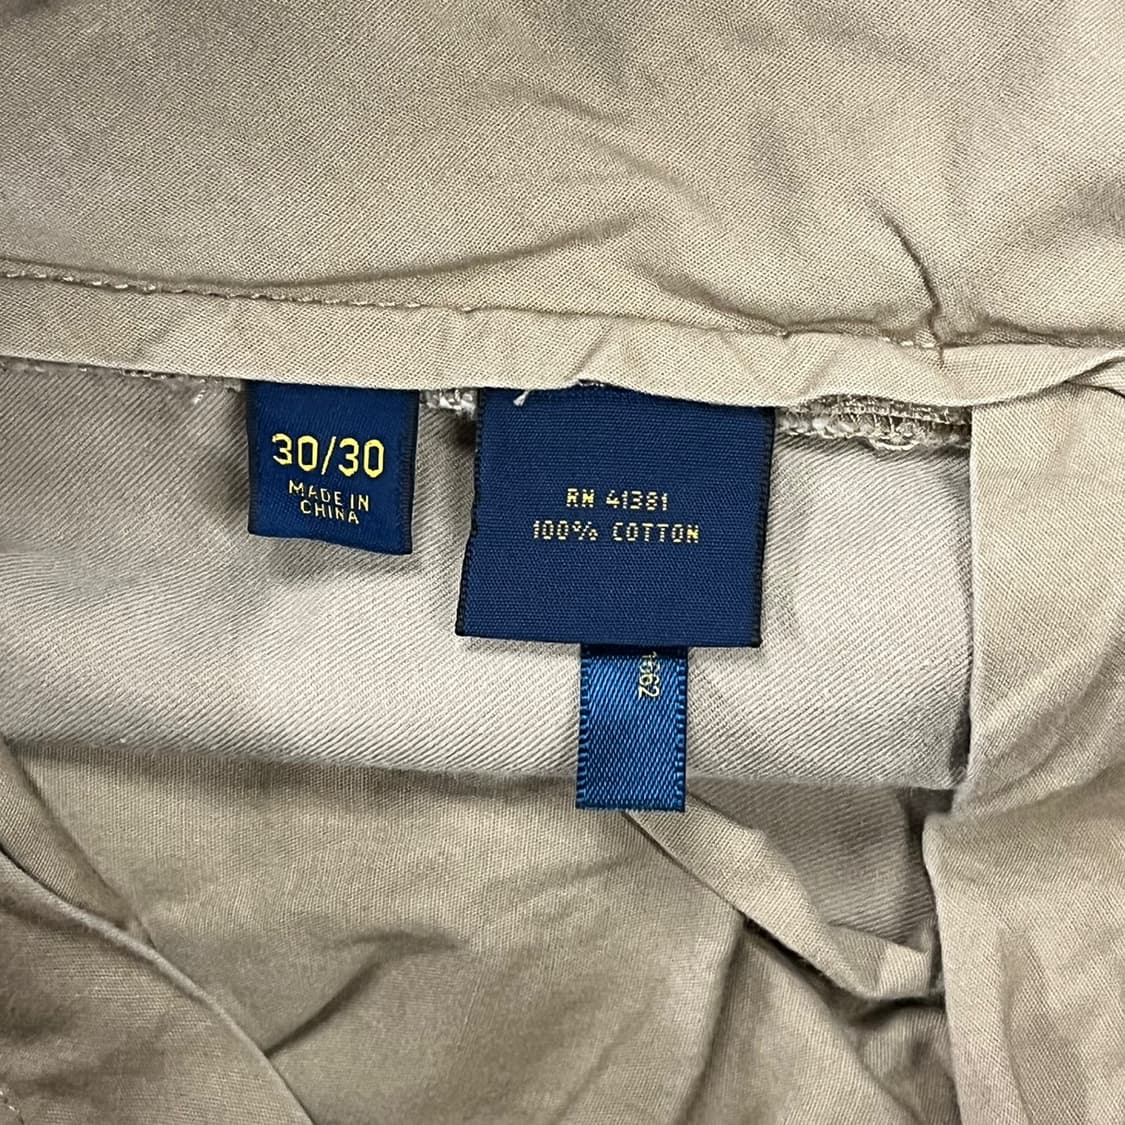 30/30
MADE IN
CHINA
RN 41381
100% COTTON